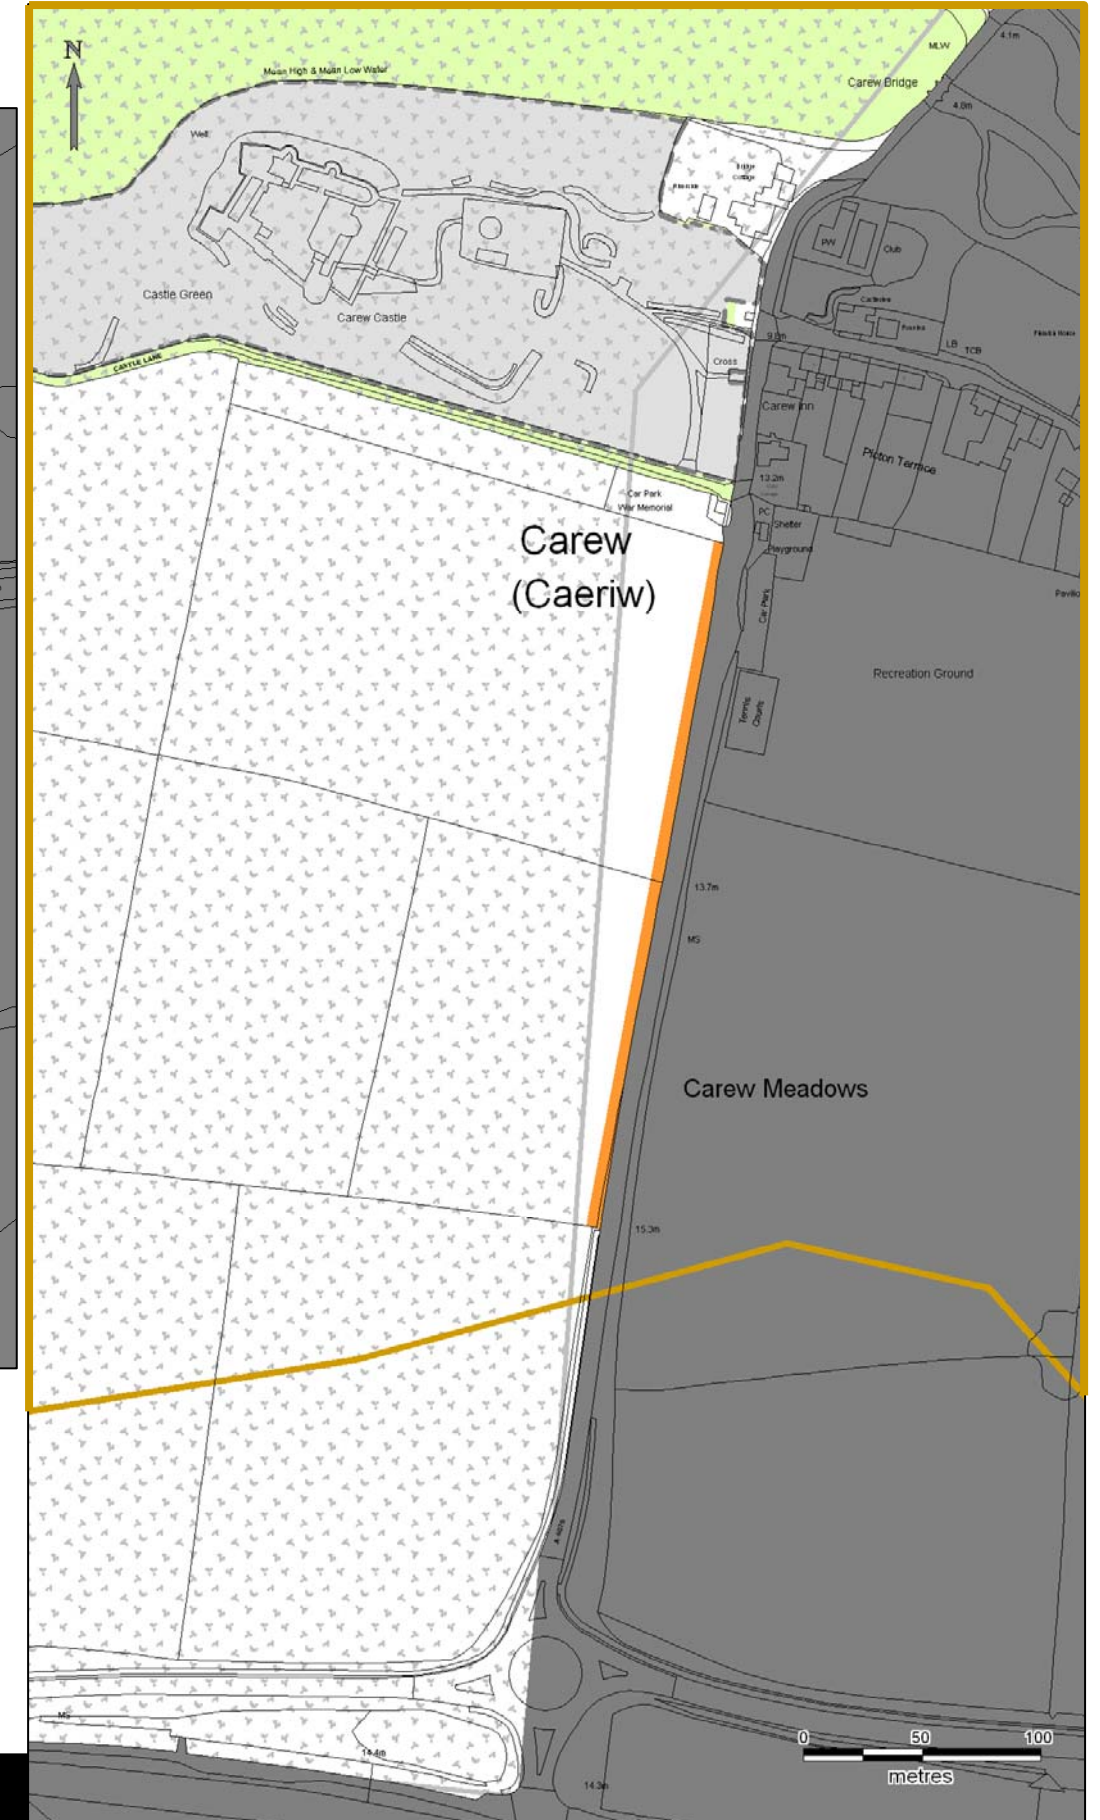 N
MLW
4.1m
Carew Bridge
Mean High & Mean Low Water
4.0m
Well
Bridge
Cottage
PW
Club
Castle Green
Carew Castle
LB
TCB
CASTLE LANE
Cross
Carew Inn
Picton Terrace
13.2m
Car Park
War Memorial
PC
Shelter
Playground
Carew
(Caeriw)
Car Park
Recreation Ground
Tennis
Courts
13.7m
MS
Carew Meadows
15.3m
MS
14.4m
14.3m
0 50 100
metres